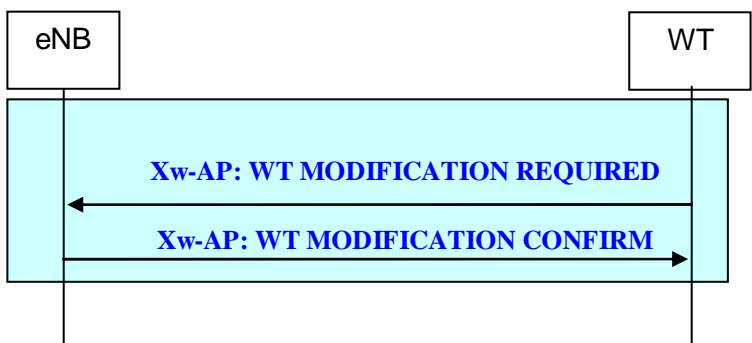 eNB
WT
Xw-AP: WT MODIFICATION REQUIRED
Xw-AP: WT MODIFICATION CONFIRM